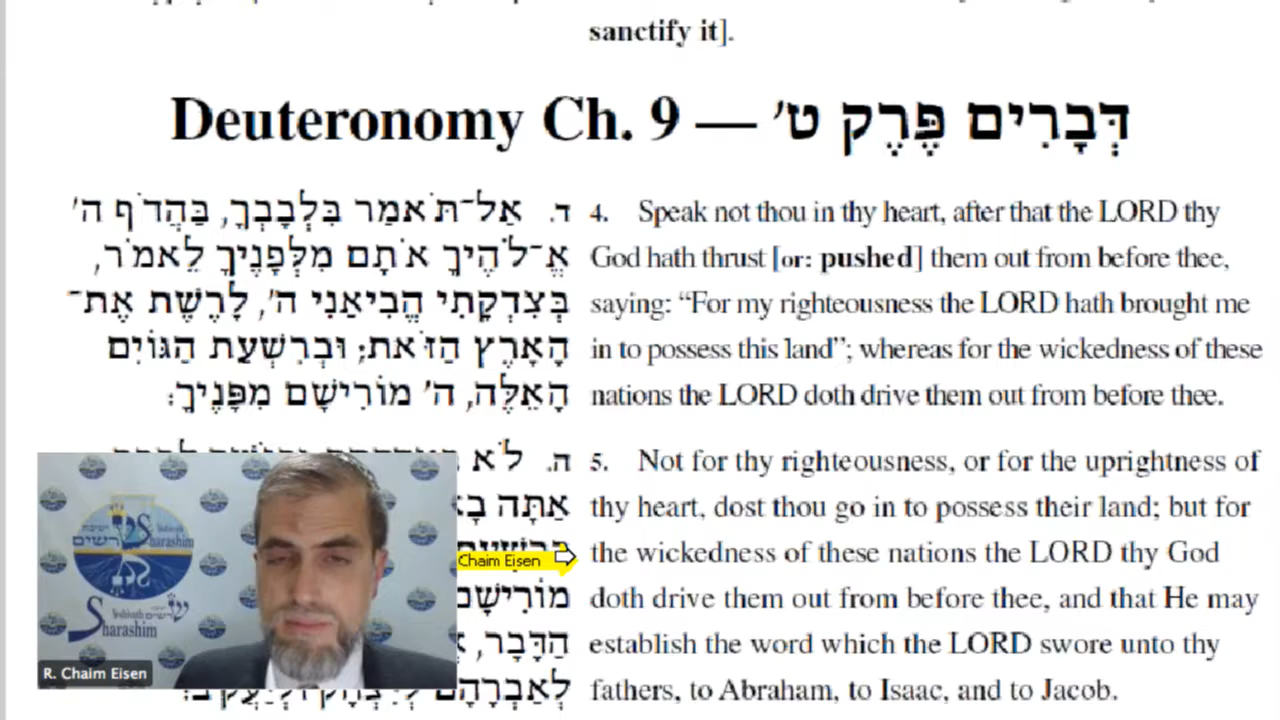 sanctify it].
Deuteronomy Ch. 9 — דְּבָרִים פֶּרֶק ט׳
ד. אַל־תֹּאמַר בִּלְבָבְךָ, בַּהֲדֹף ה׳
אֱ־לֹהֶיךָ אֹתָם מִלְּפָנֶיךָ לֵאמֹר,
בְּצִדְקָתִי הֱבִיאַנִי ה׳, לָרֶשֶׁת אֶת־
הָאָרֶץ הַזֹּאת; וּבְרִשְׁעַת הַגּוֹיִם
הָאֵלֶּה, ה׳ מוֹרִישָׁם מִפָּנֶיךָ:
4. Speak not thou in thy heart, after that the LORD thy
God hath thrust [or: pushed] them out from before thee,
saying: “For my righteousness the LORD hath brought me
in to possess this land”; whereas for the wickedness of these
nations the LORD doth drive them out from before thee.
ה. לֹא
אַתָּה
מוֹרִישָׁם
הַדָּבָר,
לְאַבְרָהָם לְיִצְחָק וּלְיַעֲקֹב:
5. Not for thy righteousness, or for the uprightness of
thy heart, dost thou go in to possess their land; but for
the wickedness of these nations the LORD thy God
doth drive them out from before thee, and that He may
establish the word which the LORD swore unto thy
fathers, to Abraham, to Isaac, and to Jacob.
Chaim Eisen
ישיבת שרשים
Yeshivath Sharashim
R. Chaim Eisen